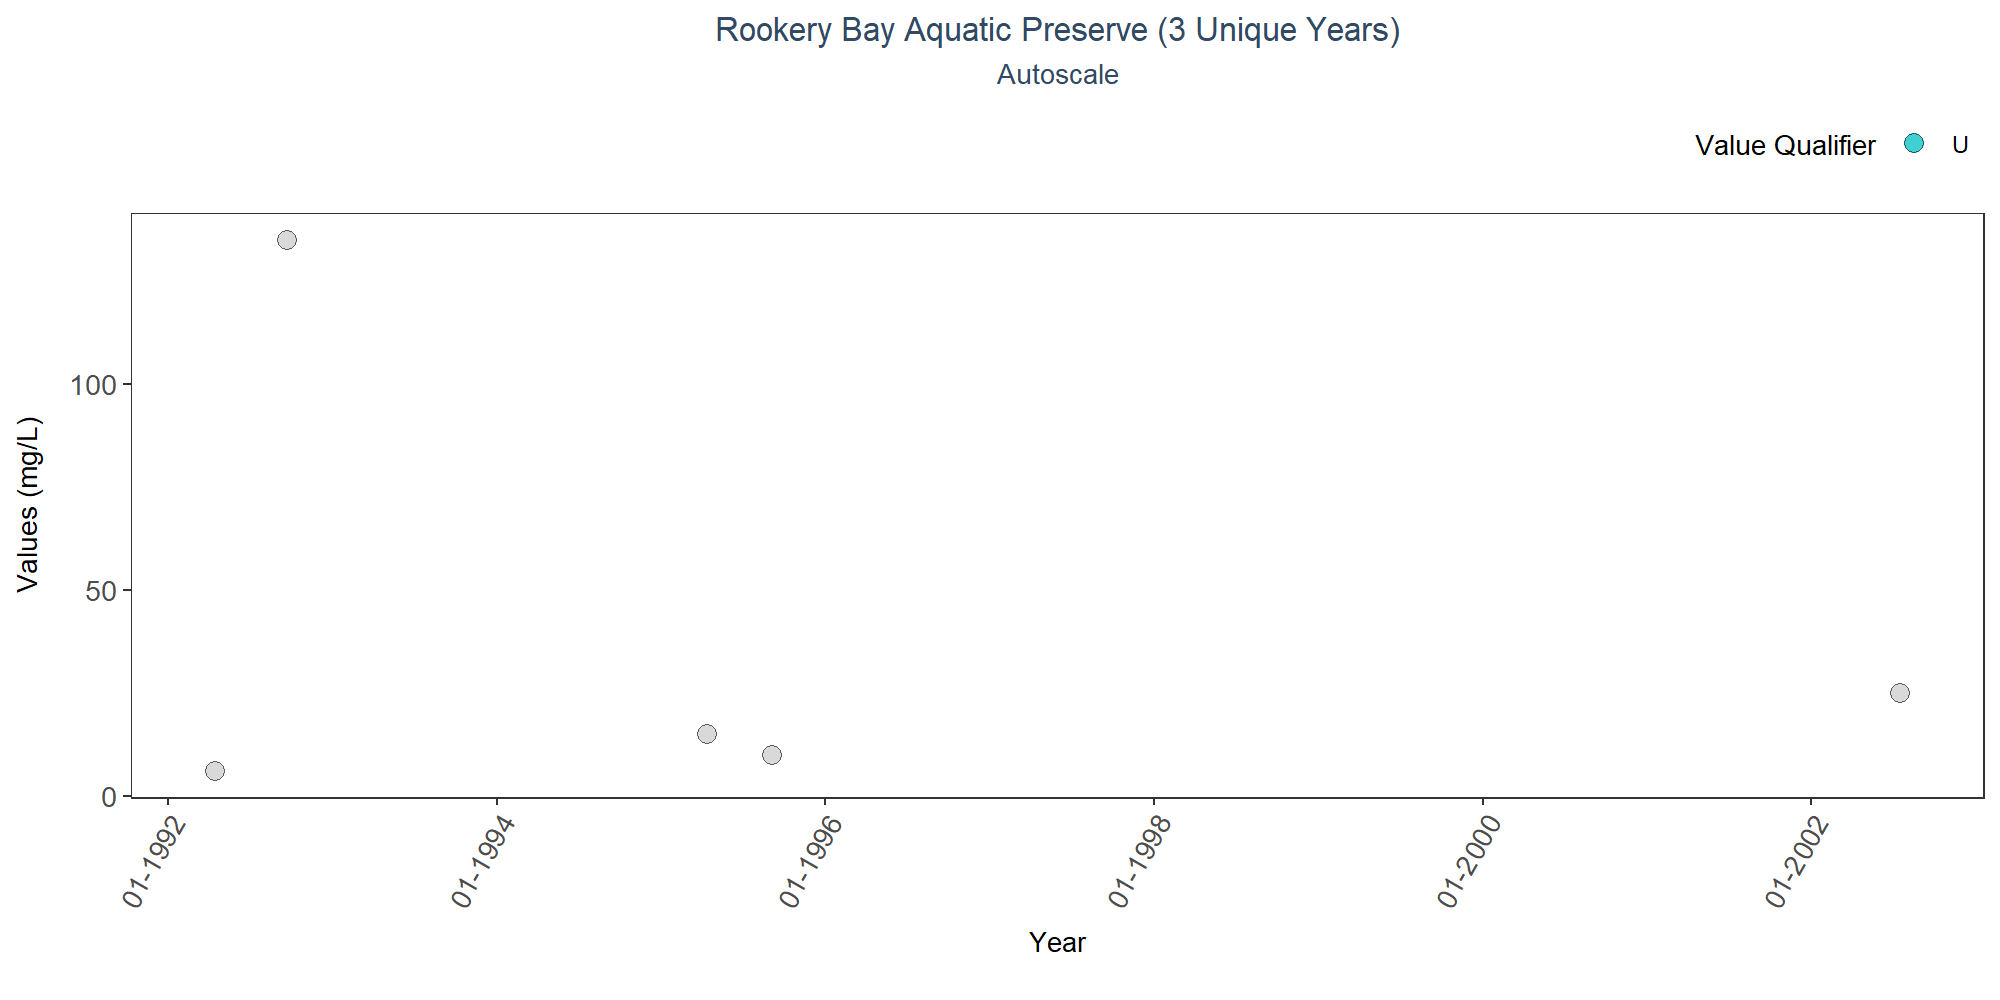 Rookery Bay Aquatic Preserve (3 Unique Years)
Autoscale
Value Qualifier U
Values (mg/L)
100
50
0
01-1992 01-1994 01-1996 01-1998 01-2000 01-2002
Year